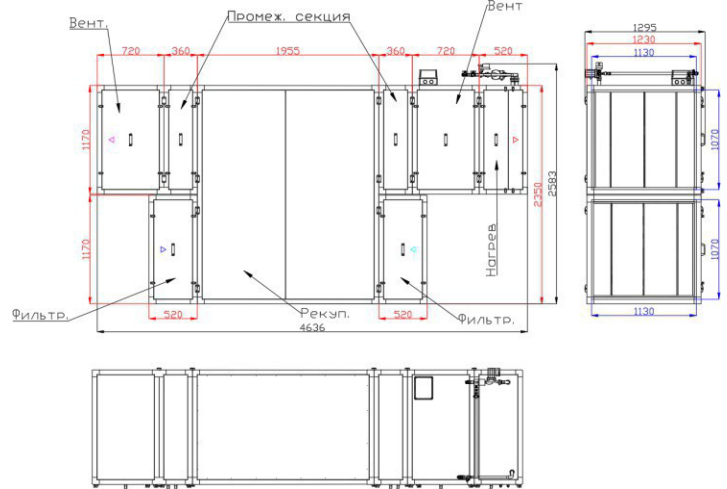 Вент.
Промеж. секция
Вент
720
360
1955
360
720
520
1295
1230
1130
1170
1170
2350
2583
1070
1070
Нагрев
Фильтр.
520
Рекуп.
520
Фильтр.
4636
1130